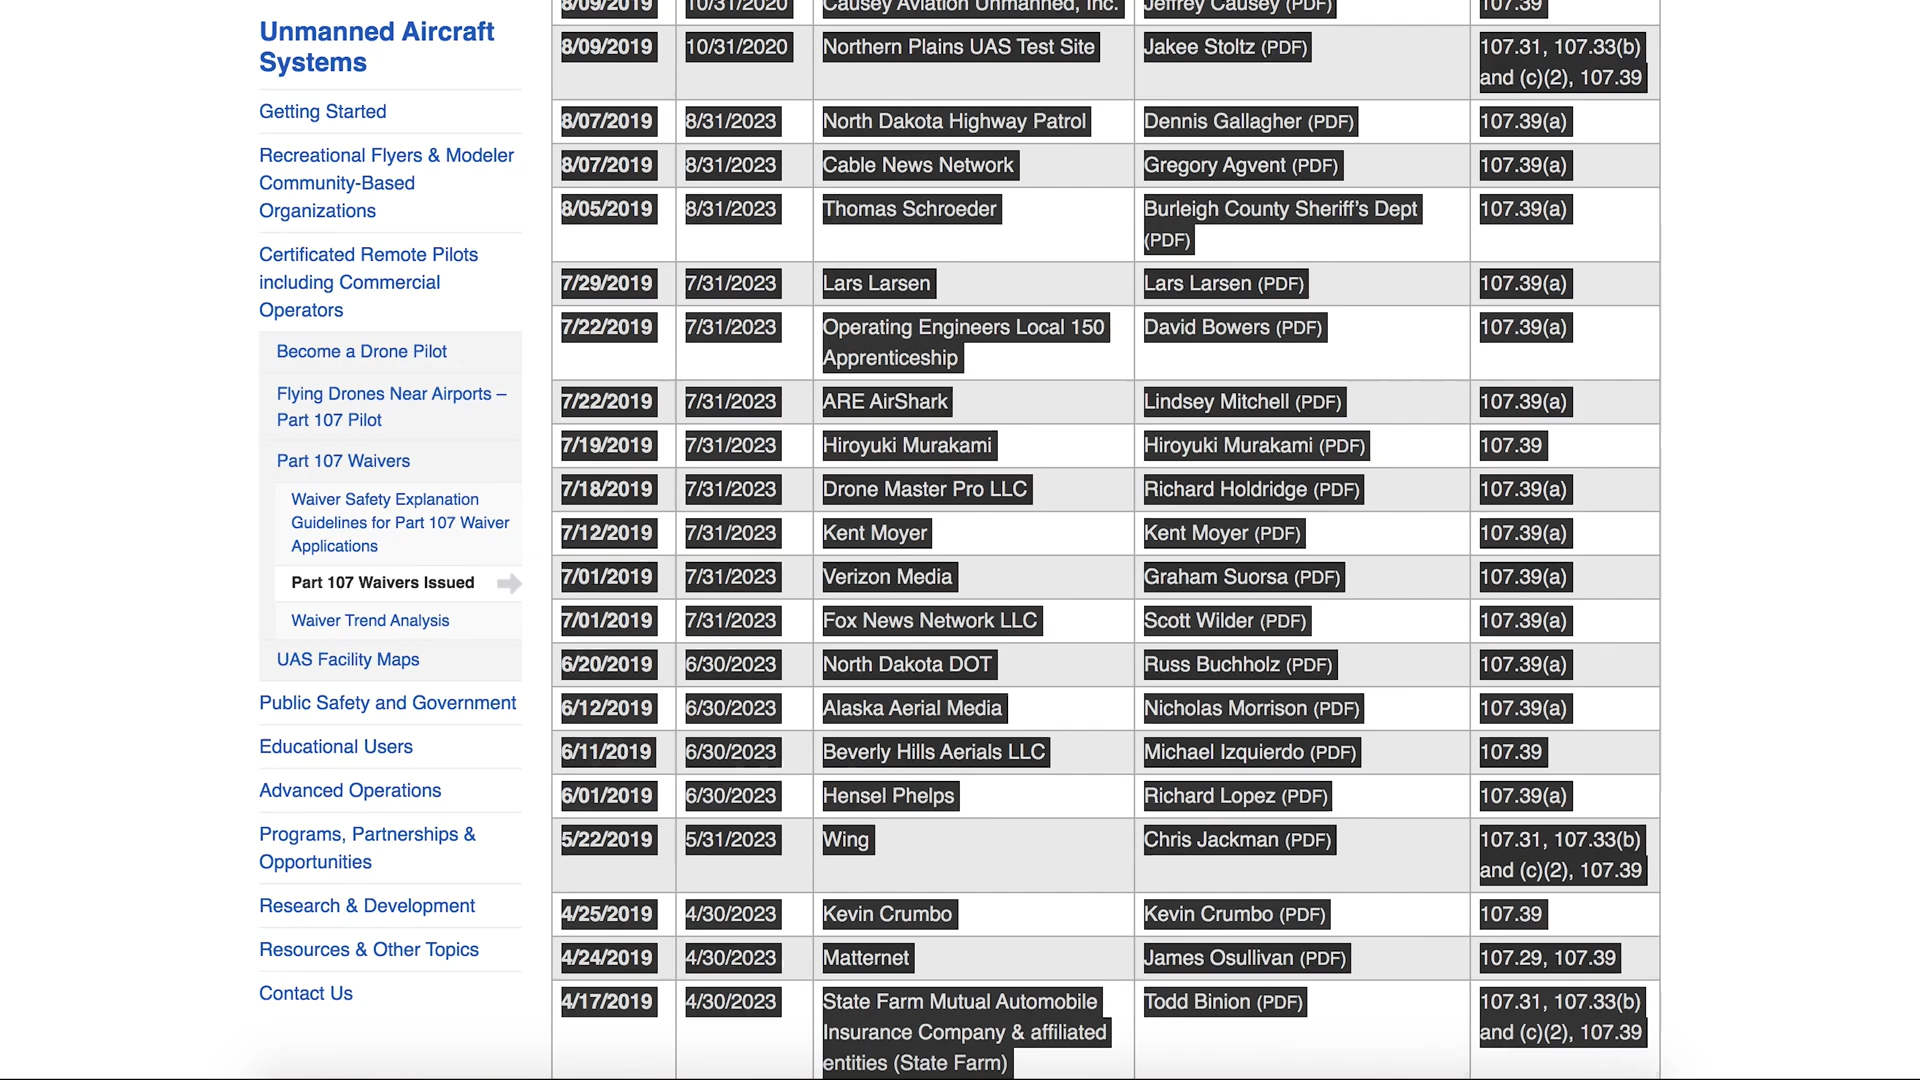 Unmanned Aircraft
Systems
Getting Started
Recreational Flyers & Modeler
Community-Based
Organizations
Certificated Remote Pilots
including Commercial
Operators
Become a Drone Pilot
Flying Drones Near Airports –
Part 107 Pilot
Part 107 Waivers
Waiver Safety Explanation
Guidelines for Part 107 Waiver
Applications
Part 107 Waivers Issued
Waiver Trend Analysis
UAS Facility Maps
Public Safety and Government
Educational Users
Advanced Operations
Programs, Partnerships &
Opportunities
Research & Development
Resources & Other Topics
Contact Us
8/09/2019 10/31/2020 Causey Aviation Unmanned, Inc. Jeffrey Causey (PDF) 107.39
8/09/2019 10/31/2020 Northern Plains UAS Test Site Jakee Stoltz (PDF) 107.31, 107.33(b)
and (c)(2), 107.39
8/07/2019 8/31/2023 North Dakota Highway Patrol Dennis Gallagher (PDF) 107.39(a)
8/07/2019 8/31/2023 Cable News Network Gregory Agvent (PDF) 107.39(a)
8/05/2019 8/31/2023 Thomas Schroeder Burleigh County Sheriff’s Dept 107.39(a)
(PDF)
7/29/2019 7/31/2023 Lars Larsen Lars Larsen (PDF) 107.39(a)
7/22/2019 7/31/2023 Operating Engineers Local 150 David Bowers (PDF) 107.39(a)
Apprenticeship
7/22/2019 7/31/2023 ARE AirShark Lindsey Mitchell (PDF) 107.39(a)
7/19/2019 7/31/2023 Hiroyuki Murakami Hiroyuki Murakami (PDF) 107.39
7/18/2019 7/31/2023 Drone Master Pro LLC Richard Holdridge (PDF) 107.39(a)
7/12/2019 7/31/2023 Kent Moyer Kent Moyer (PDF) 107.39(a)
7/01/2019 7/31/2023 Verizon Media Graham Suorsa (PDF) 107.39(a)
7/01/2019 7/31/2023 Fox News Network LLC Scott Wilder (PDF) 107.39(a)
6/20/2019 6/30/2023 North Dakota DOT Russ Buchholz (PDF) 107.39(a)
6/12/2019 6/30/2023 Alaska Aerial Media Nicholas Morrison (PDF) 107.39(a)
6/11/2019 6/30/2023 Beverly Hills Aerials LLC Michael Izquierdo (PDF) 107.39
6/01/2019 6/30/2023 Hensel Phelps Richard Lopez (PDF) 107.39(a)
5/22/2019 5/31/2023 Wing Chris Jackman (PDF) 107.31, 107.33(b)
and (c)(2), 107.39
4/25/2019 4/30/2023 Kevin Crumbo Kevin Crumbo (PDF) 107.39
4/24/2019 4/30/2023 Matternet James Osullivan (PDF) 107.29, 107.39
4/17/2019 4/30/2023 State Farm Mutual Automobile Todd Binion (PDF) 107.31, 107.33(b)
Insurance Company & affiliated and (c)(2), 107.39
entities (State Farm)